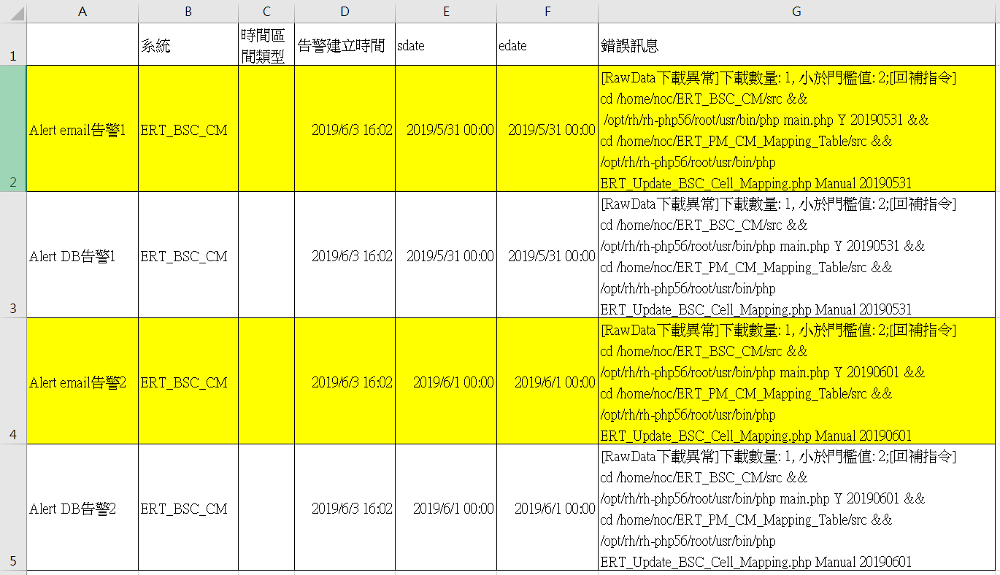 A B C D E F G
1 系統 時間區間類型 告警建立時間 sdate edate 錯誤訊息
2 Alert email告警1 ERT_BSC_CM 2019/6/3 16:02 2019/5/31 00:00 2019/5/31 00:00
[RawData下載異常]下載數量: 1, 小於門檻值: 2;[回補指令]
cd /home/noc/ERT_BSC_CM/src &&
/opt/rh/rh-php56/root/usr/bin/php main.php Y 20190531 &&
cd /home/noc/ERT_PM_CM_Mapping_Table/src &&
/opt/rh/rh-php56/root/usr/bin/php
ERT_Update_BSC_Cell_Mapping.php Manual 20190531
3 Alert DB告警1 ERT_BSC_CM 2019/6/3 16:02 2019/5/31 00:00 2019/5/31 00:00
[RawData下載異常]下載數量: 1, 小於門檻值: 2;[回補指令]
cd /home/noc/ERT_BSC_CM/src &&
/opt/rh/rh-php56/root/usr/bin/php main.php Y 20190531 &&
cd /home/noc/ERT_PM_CM_Mapping_Table/src &&
/opt/rh/rh-php56/root/usr/bin/php
ERT_Update_BSC_Cell_Mapping.php Manual 20190531
4 Alert email告警2 ERT_BSC_CM 2019/6/3 16:02 2019/6/1 00:00 2019/6/1 00:00
[RawData下載異常]下載數量: 1, 小於門檻值: 2;[回補指令]
cd /home/noc/ERT_BSC_CM/src &&
/opt/rh/rh-php56/root/usr/bin/php main.php Y 20190601 &&
cd /home/noc/ERT_PM_CM_Mapping_Table/src &&
/opt/rh/rh-php56/root/usr/bin/php
ERT_Update_BSC_Cell_Mapping.php Manual 20190601
5 Alert DB告警2 ERT_BSC_CM 2019/6/3 16:02 2019/6/1 00:00 2019/6/1 00:00
[RawData下載異常]下載數量: 1, 小於門檻值: 2;[回補指令]
cd /home/noc/ERT_BSC_CM/src &&
/opt/rh/rh-php56/root/usr/bin/php main.php Y 20190601 &&
cd /home/noc/ERT_PM_CM_Mapping_Table/src &&
/opt/rh/rh-php56/root/usr/bin/php
ERT_Update_BSC_Cell_Mapping.php Manual 20190601